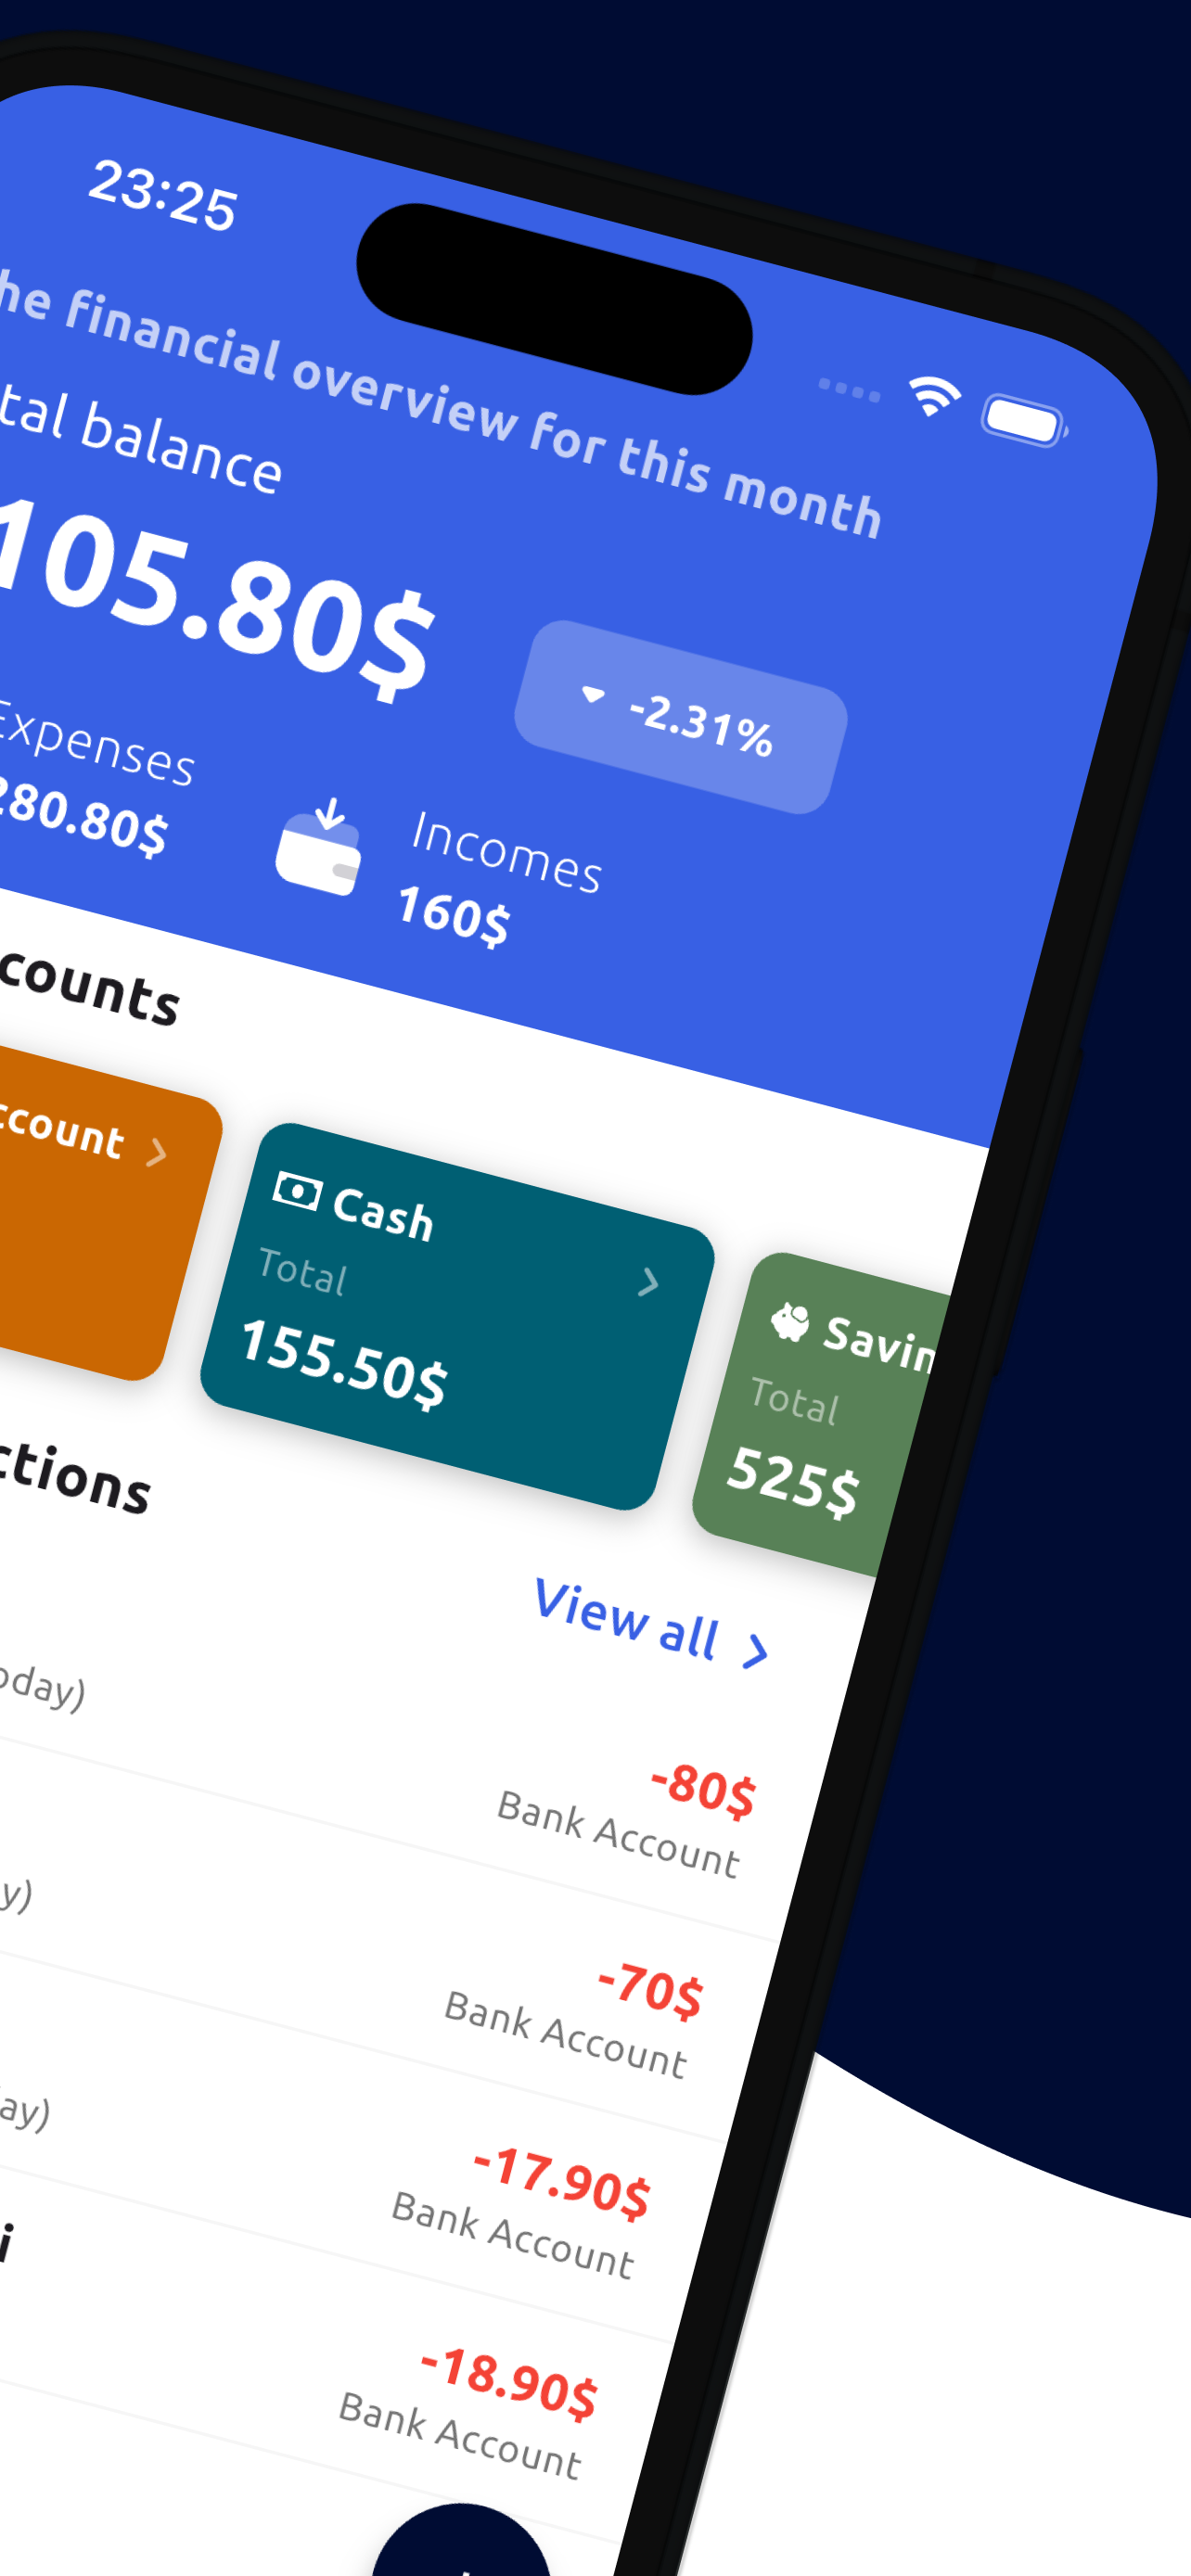 23:25
he financial overview for this month
tal balance
105.80$
-2.31%
Expenses
280.80$
Incomes
160$
counts
ccount
Cash
Total
155.50$
Savin
Total
525$
ctions
View all
oday)
-80$
Bank Account
y)
-70$
Bank Account
ay)
-17.90$
Bank Account
i
-18.90$
Bank Account